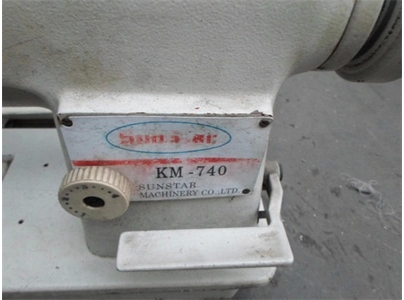 KM-740
SUNSTAR
MACHINERY CO.,LTD.